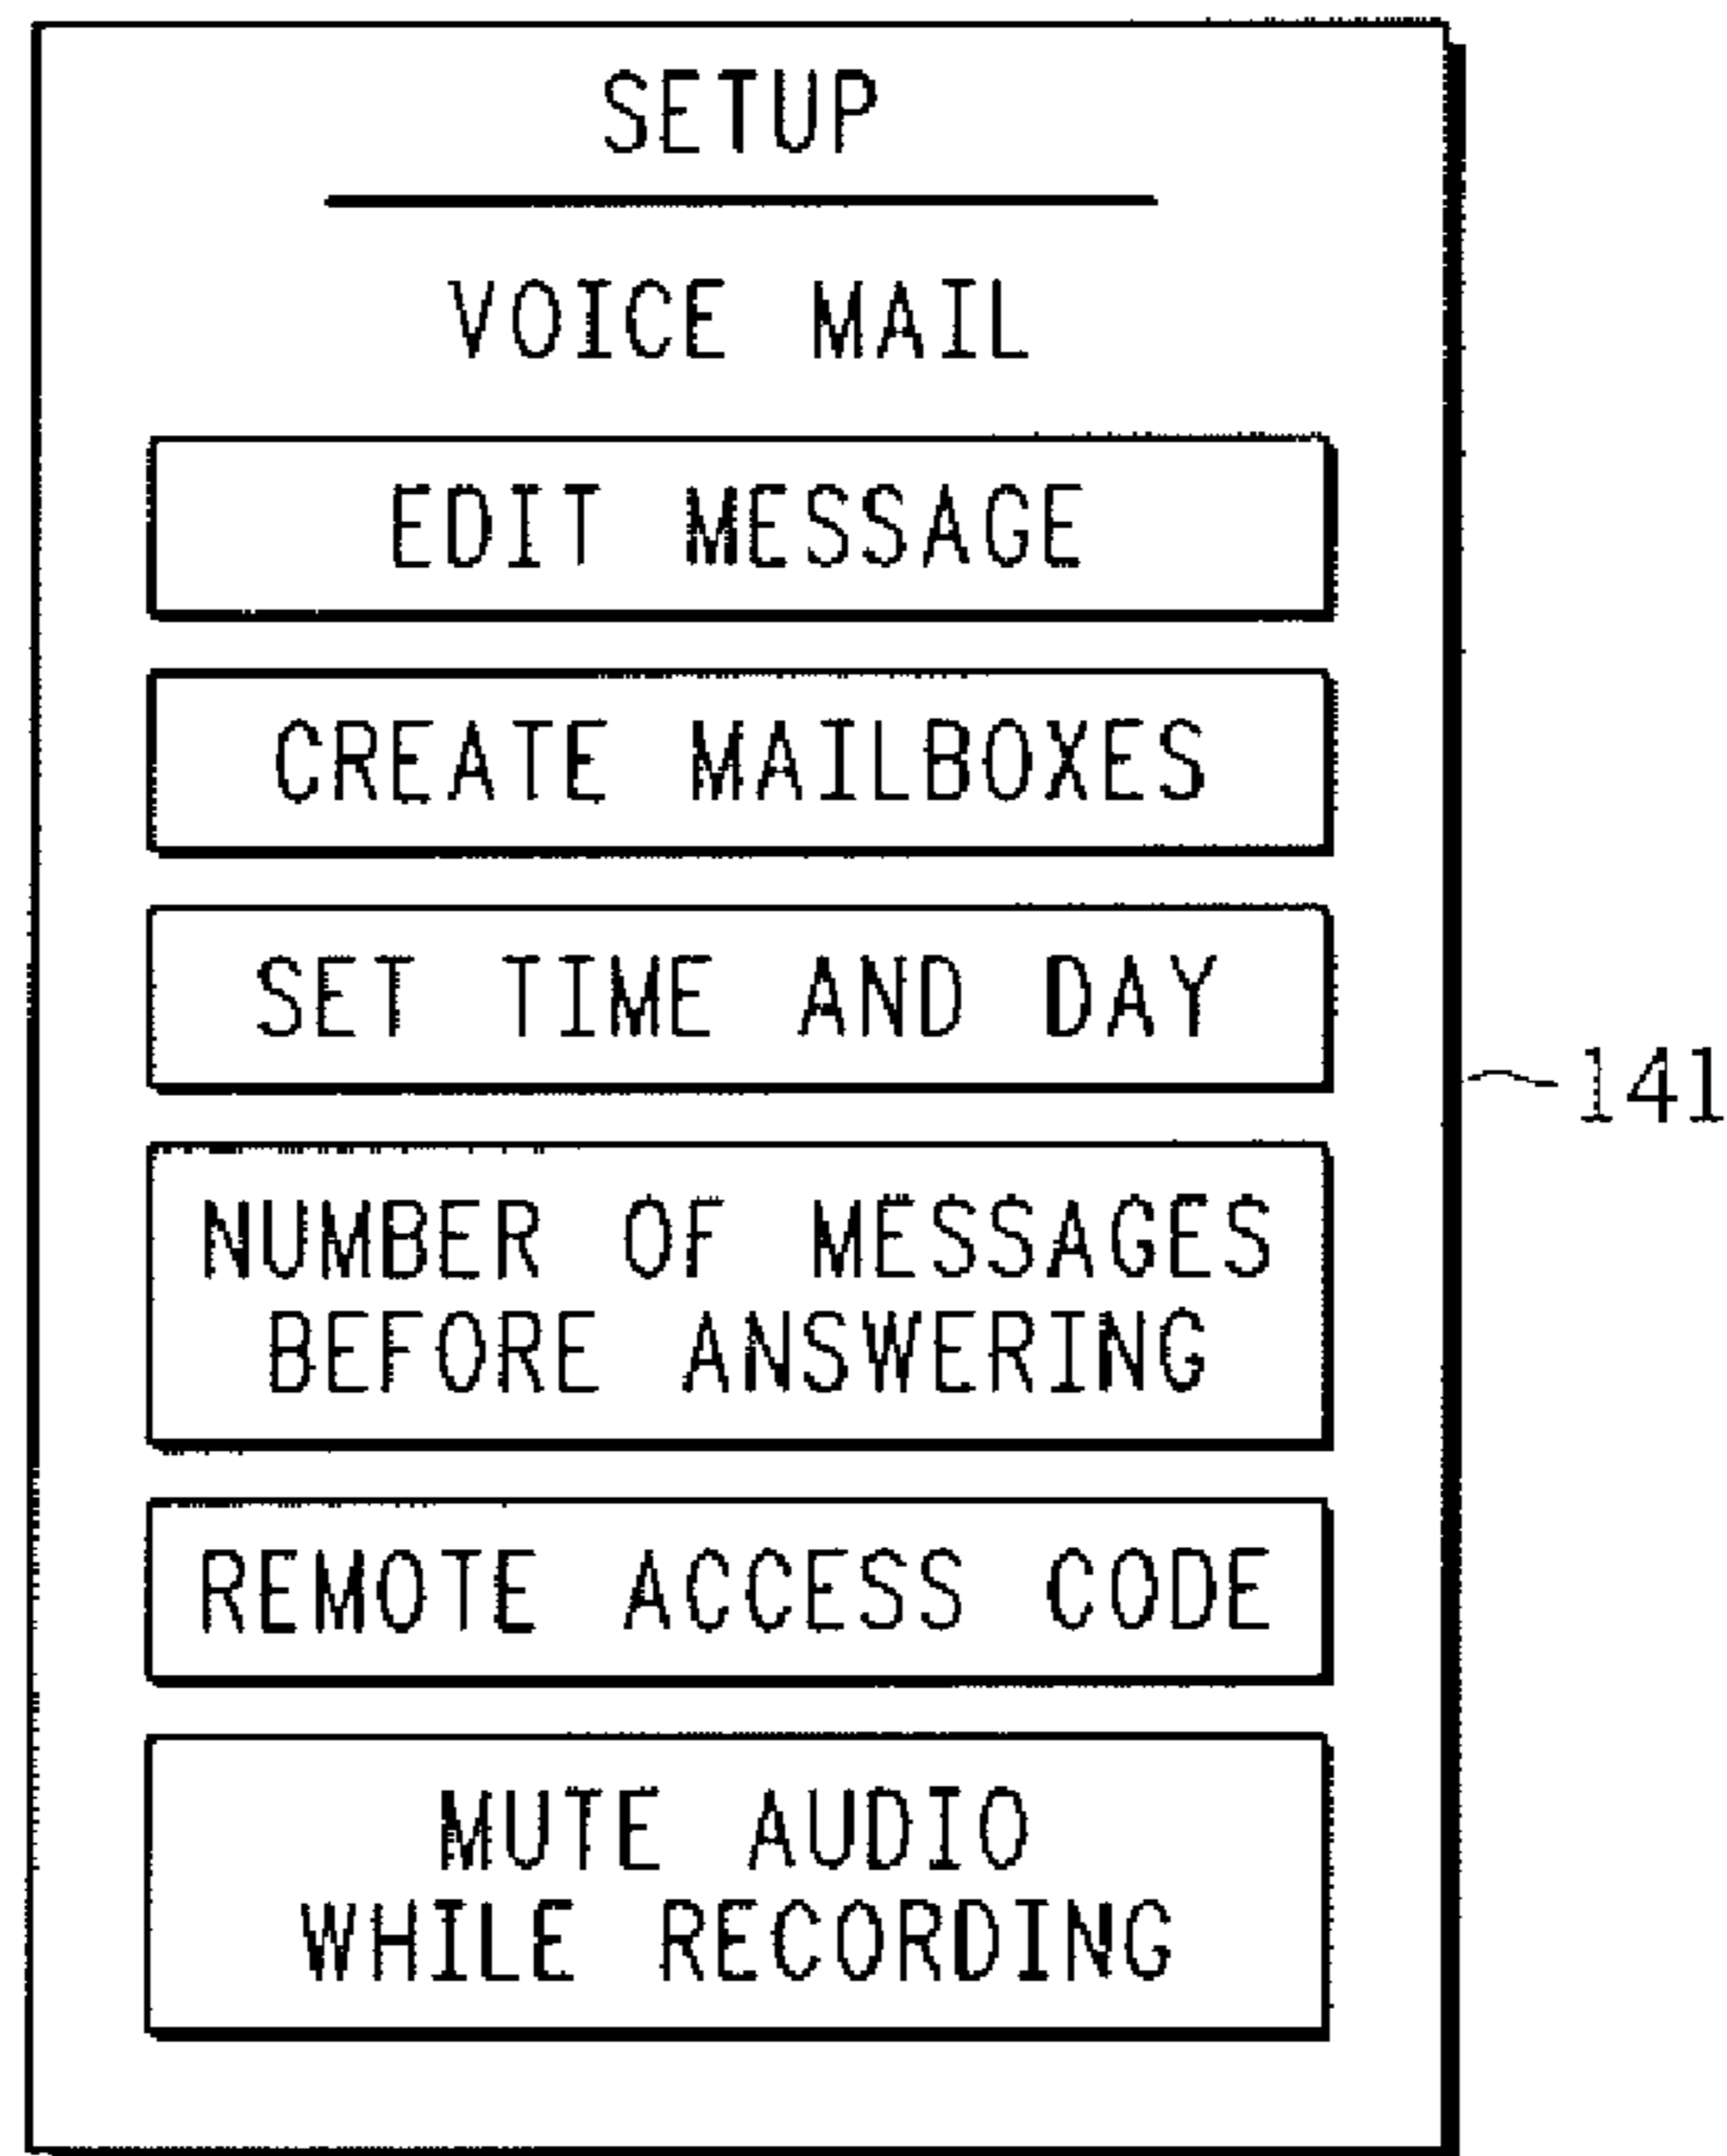 SETUP
VOICE MAIL
EDIT MESSAGE
CREATE MAILBOXES
SET TIME AND DAY
NUMBER OF MESSAGES
BEFORE ANSWERING
REMOTE ACCESS CODE
MUTE AUDIO
WHILE RECORDING
141